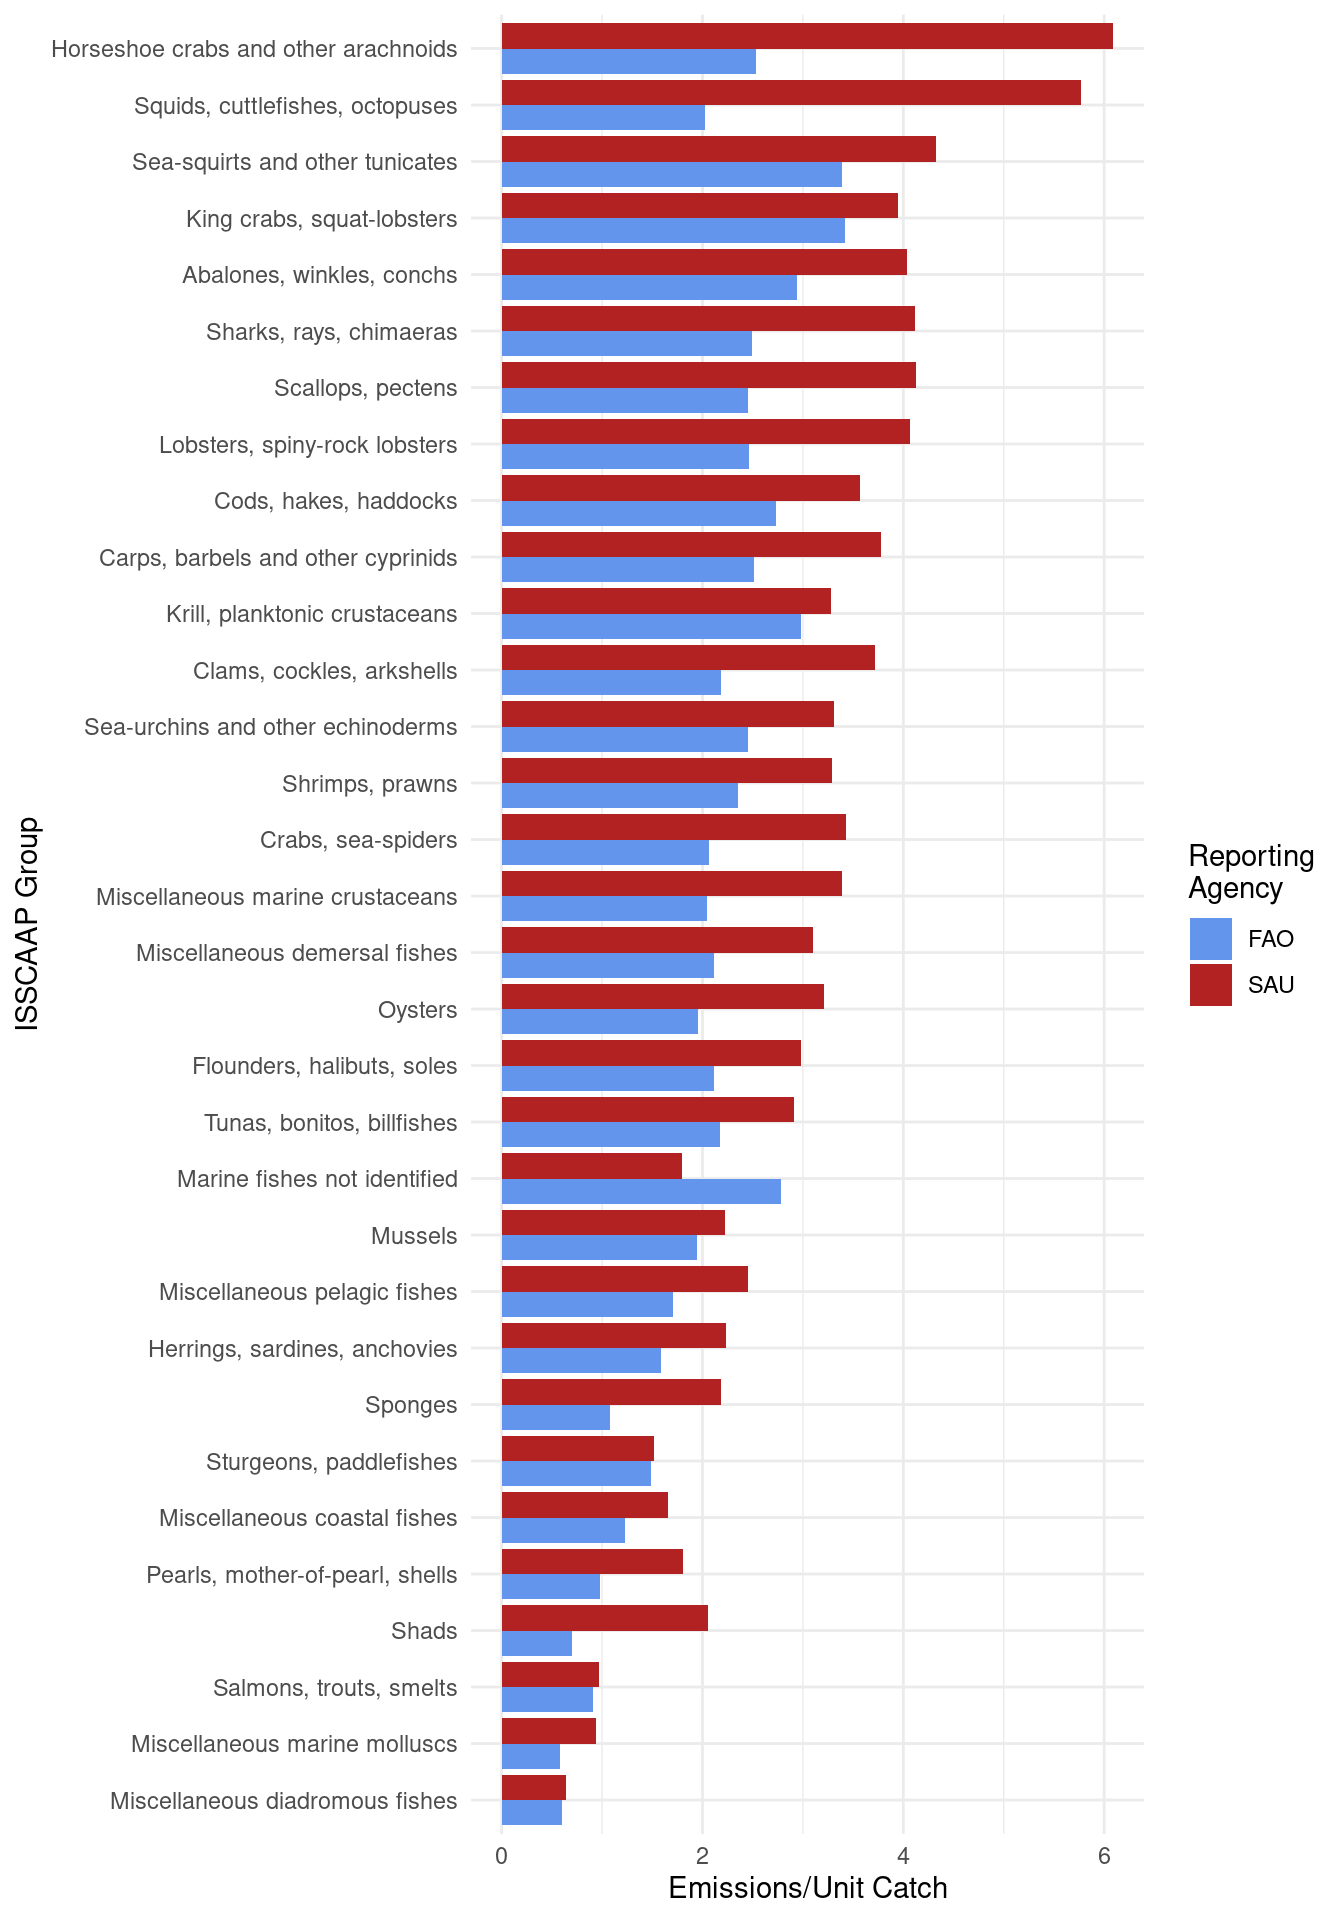 Horseshoe crabs and other arachnoids
Squids, cuttlefishes, octopuses
Sea-squirts and other tunicates
King crabs, squat-lobsters
Abalones, winkles, conchs
Sharks, rays, chimaeras
Scallops, pectens
Lobsters, spiny-rock lobsters
Cods, hakes, haddocks
Carps, barbels and other cyprinids
Krill, planktonic crustaceans
Clams, cockles, arkshells
Sea-urchins and other echinoderms
Shrimps, prawns
Crabs, sea-spiders
Miscellaneous marine crustaceans
Miscellaneous demersal fishes
Oysters
Flounders, halibuts, soles
Tunas, bonitos, billfishes
Marine fishes not identified
Mussels
Miscellaneous pelagic fishes
Herrings, sardines, anchovies
Sponges
Sturgeons, paddlefishes
Miscellaneous coastal fishes
Pearls, mother-of-pearl, shells
Shads
Salmons, trouts, smelts
Miscellaneous marine molluscs
Miscellaneous diadromous fishes
ISSCAAP Group
0 2 4 6
Emissions/Unit Catch
Reporting
Agency
FAO
SAU